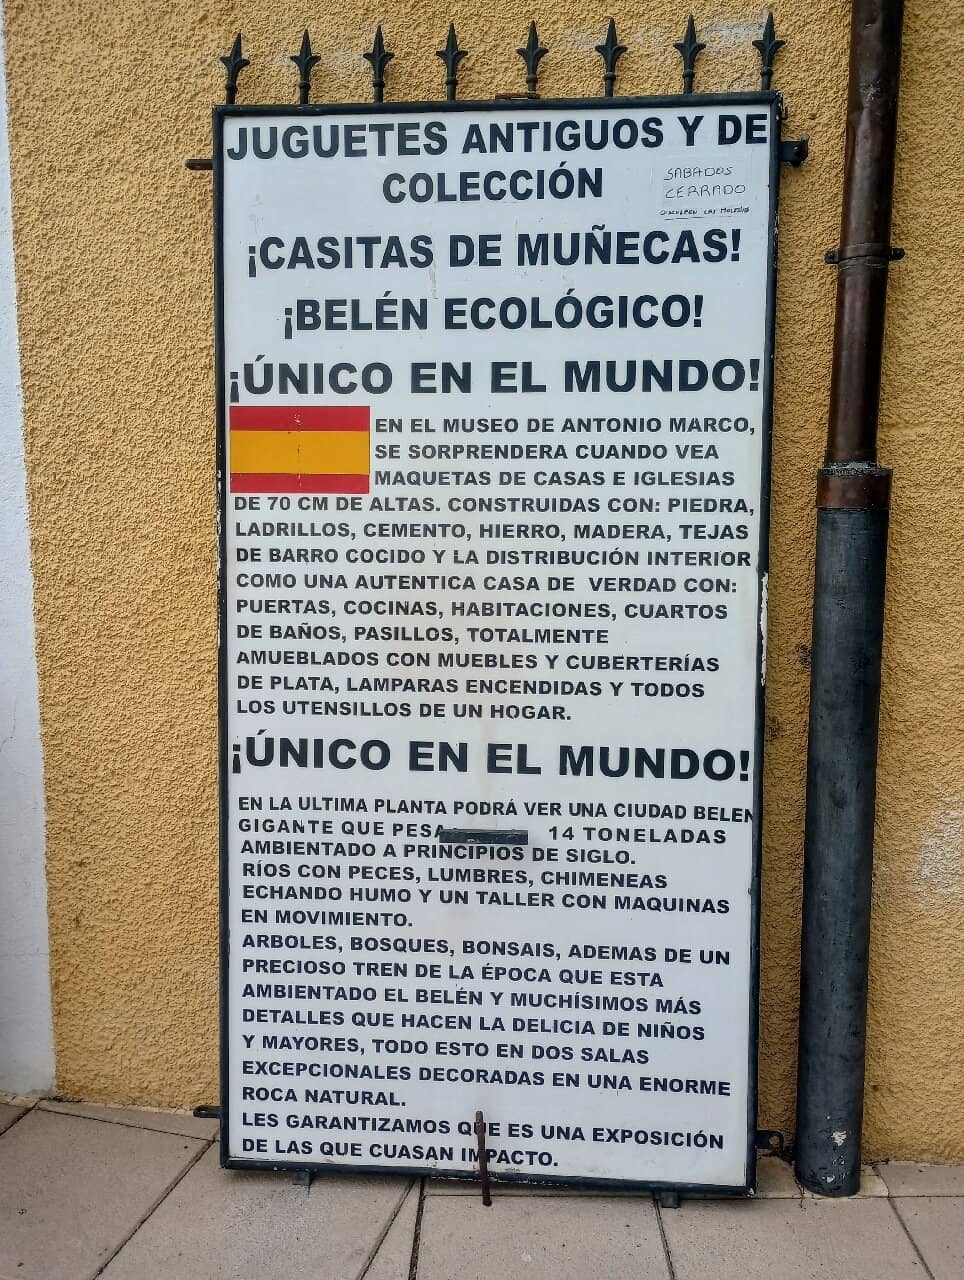 JUGUETES ANTIGUOS Y DE
COLECCIÓN
SABADOS
CERRADO
DISCULPEN LAS MOLESTIAS
¡CASITAS DE MUÑECAS!
¡BELÉN ECOLÓGICO!
¡ÚNICO EN EL MUNDO!
EN EL MUSEO DE ANTONIO MARCO,
SE SORPRENDERA CUANDO VEA
MAQUETAS DE CASAS E IGLESIAS
DE 70 CM DE ALTAS. CONSTRUIDAS CON: PIEDRA,
LADRILLOS, CEMENTO, HIERRO, MADERA, TEJAS
DE BARRO COCIDO Y LA DISTRIBUCIÓN INTERIOR
COMO UNA AUTENTICA CASA DE VERDAD CON:
PUERTAS, COCINAS, HABITACIONES, CUARTOS
DE BAÑOS, PASILLOS, TOTALMENTE
AMUEBLADOS CON MUEBLES Y CUBERTERÍAS
DE PLATA, LAMPARAS ENCENDIDAS Y TODOS
LOS UTENSILLOS DE UN HOGAR.
¡ÚNICO EN EL MUNDO!
EN LA ULTIMA PLANTA PODRÁ VER UNA CIUDAD BELEN
GIGANTE QUE PESA 14 TONELADAS
AMBIENTADO A PRINCIPIOS DE SIGLO.
RÍOS CON PECES, LUMBRES, CHIMENEAS
ECHANDO HUMO Y UN TALLER CON MAQUINAS
EN MOVIMIENTO.
ARBOLES, BOSQUES, BONSAIS, ADEMAS DE UN
PRECIOSO TREN DE LA ÉPOCA QUE ESTA
AMBIENTADO EL BELÉN Y MUCHÍSIMOS MÁS
DETALLES QUE HACEN LA DELICIA DE NIÑOS
Y MAYORES, TODO ESTO EN DOS SALAS
EXCEPCIONALES DECORADAS EN UNA ENORME
ROCA NATURAL.
LES GARANTIZAMOS QUE ES UNA EXPOSICIÓN
DE LAS QUE CUASAN IMPACTO.